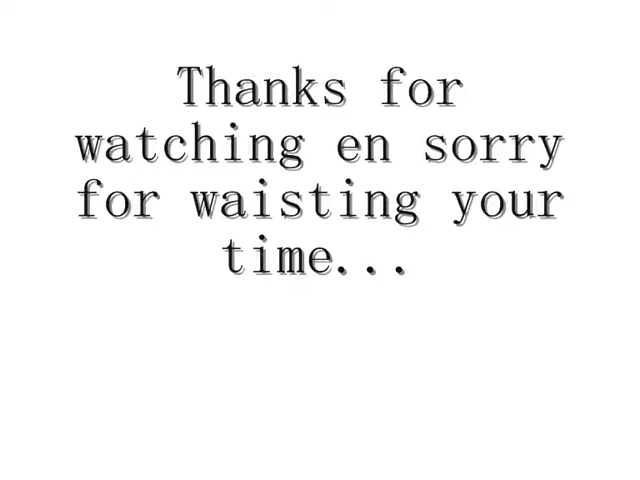 Thanks for
watching en sorry
for waisting your
time...